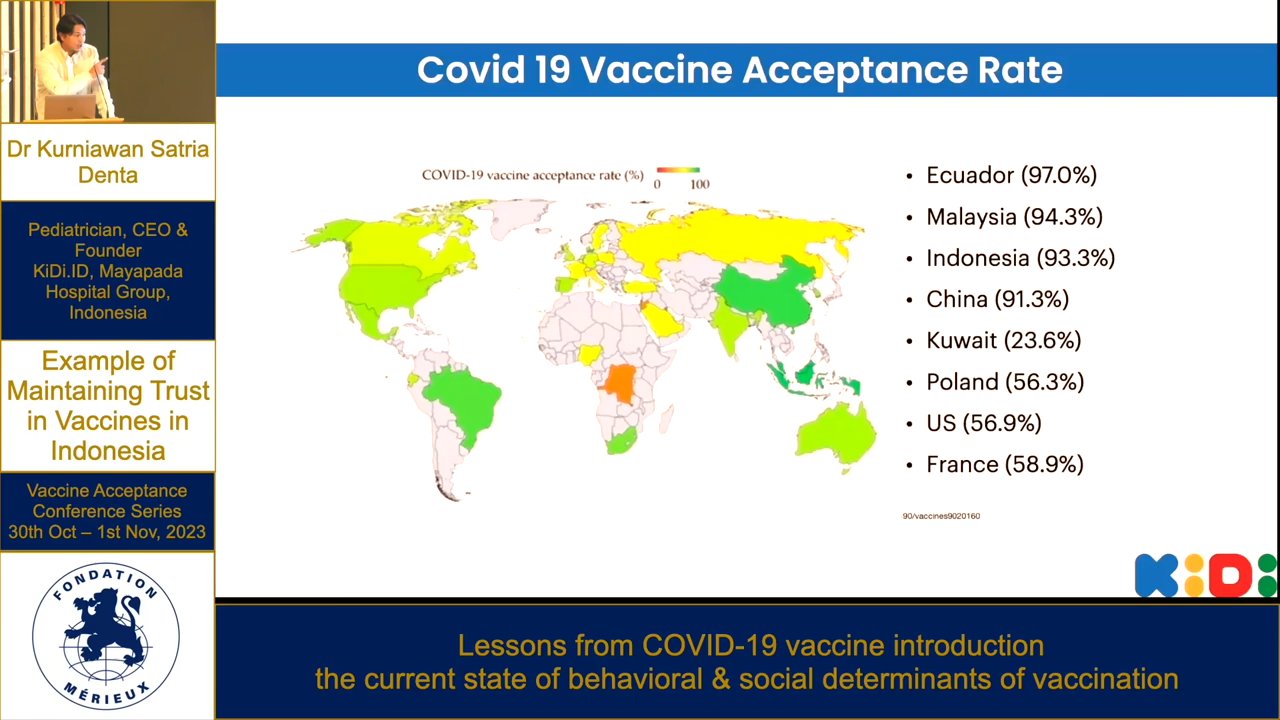 Dr Kurniawan Satria
Denta
Pediatrician, CEO &
Founder
KiDi.ID, Mayapada
Hospital Group,
Indonesia
Example of
Maintaining Trust
in Vaccines in
Indonesia
Vaccine Acceptance
Conference Series
30th Oct – 1st Nov, 2023
FONDATION
MÉRIEUX
Covid 19 Vaccine Acceptance Rate
COVID-19 vaccine acceptance rate (%)
0 100
• Ecuador (97.0%)
• Malaysia (94.3%)
• Indonesia (93.3%)
• China (91.3%)
• Kuwait (23.6%)
• Poland (56.3%)
• US (56.9%)
• France (58.9%)
90/vaccines9020160
KiDi
Lessons from COVID-19 vaccine introduction
the current state of behavioral & social determinants of vaccination